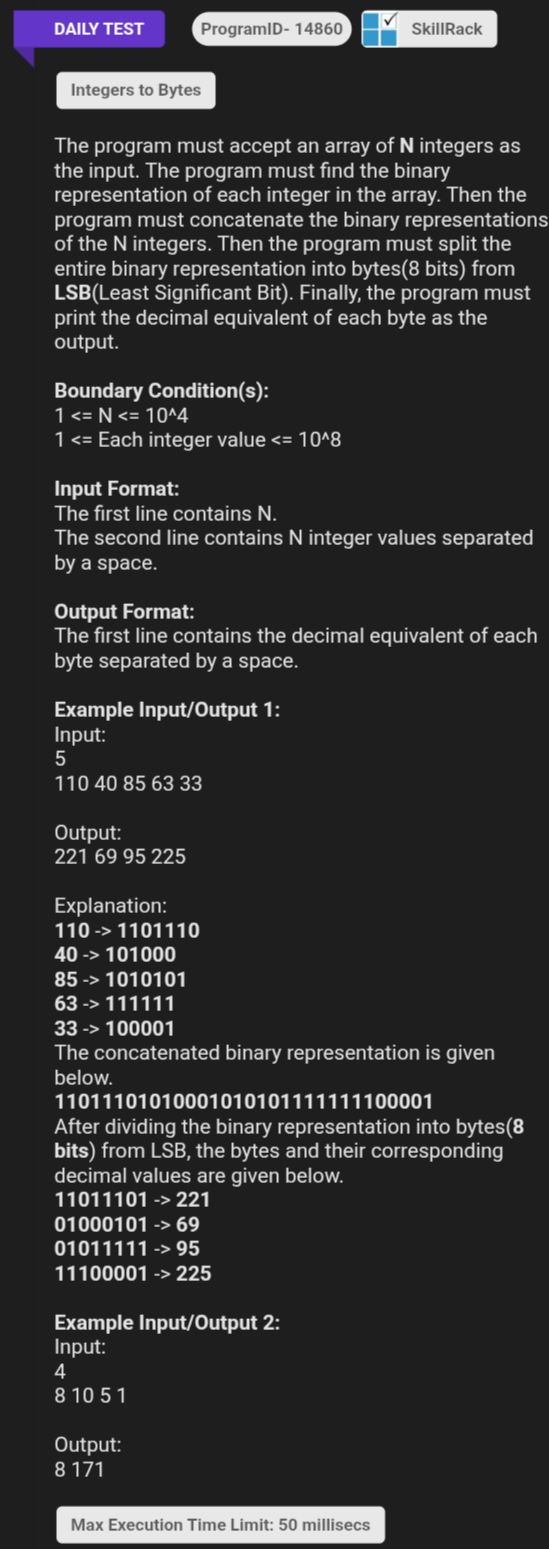 DAILY TEST
ProgramID- 14860
SkillRack
Integers to Bytes
The program must accept an array of N integers as
the input. The program must find the binary
representation of each integer in the array. Then the
program must concatenate the binary representations
of the N integers. Then the program must split the
entire binary representation into bytes(8 bits) from
LSB(Least Significant Bit). Finally, the program must
print the decimal equivalent of each byte as the
output.
Boundary Condition(s):
1 <= N <= 10^4
1 <= Each integer value <= 10^8
Input Format:
The first line contains N.
The second line contains N integer values separated
by a space.
Output Format:
The first line contains the decimal equivalent of each
byte separated by a space.
Example Input/Output 1:
Input:
5
110 40 85 63 33
Output:
221 69 95 225
Explanation:
110 -> 1101110
40 -> 101000
85 -> 1010101
63 -> 111111
33 -> 100001
The concatenated binary representation is given
below.
11011101010001010101111111100001
After dividing the binary representation into bytes(8
bits) from LSB, the bytes and their corresponding
decimal values are given below.
11011101 -> 221
01000101 -> 69
01011111 -> 95
11100001 -> 225
Example Input/Output 2:
Input:
4
8 10 5 1
Output:
8 171
Max Execution Time Limit: 50 millisecs